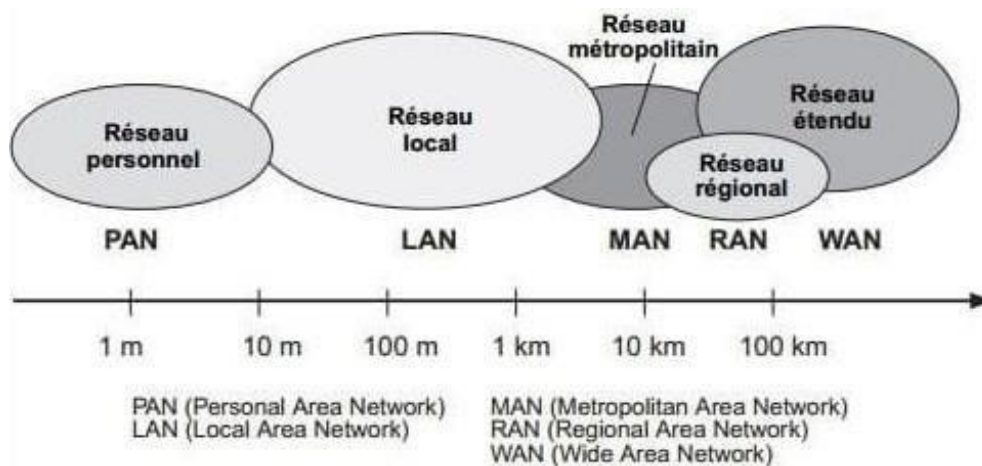 Réseau
métropolitain
Réseau
personnel
Réseau
local
Réseau
étendu
Réseau
régional
PAN LAN MAN RAN WAN
1 m 10 m 100 m 1 km 10 km 100 km
PAN (Personal Area Network)
LAN (Local Area Network)
MAN (Metropolitan Area Network)
RAN (Regional Area Network)
WAN (Wide Area Network)